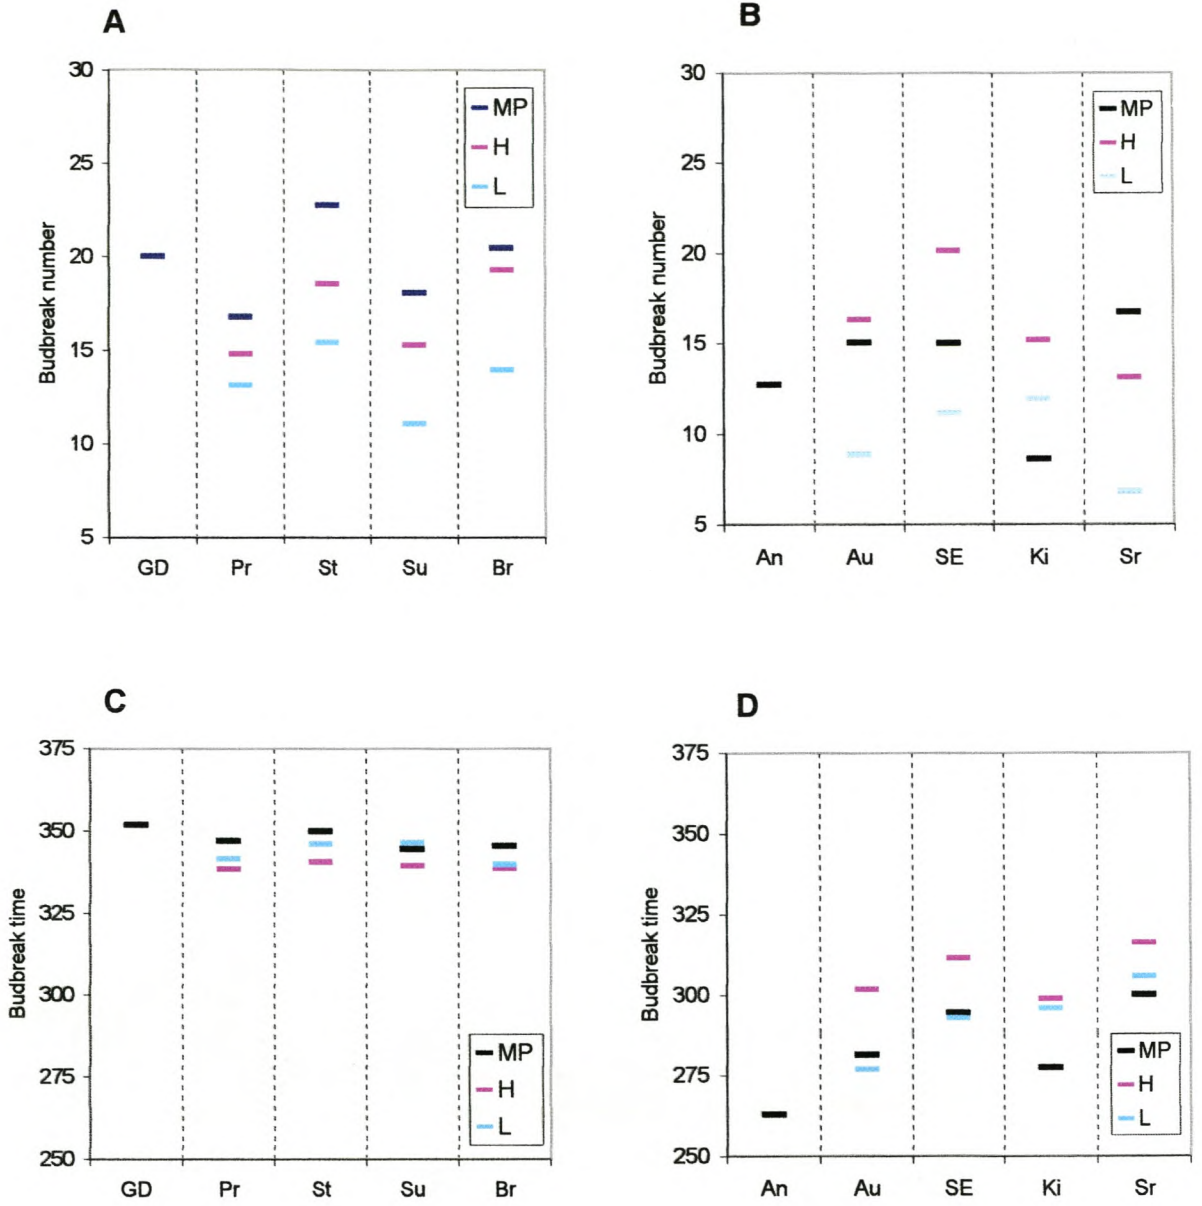 A
Budbreak number
30
25
20
15
10
5
MP
H
L
GD Pr St Su Br
B
Budbreak number
30
25
20
15
10
5
MP
H
L
An Au SE Ki Sr
C
Budbreak time
375
350
325
300
275
250
MP
H
L
GD Pr St Su Br
D
Budbreak time
375
350
325
300
275
250
MP
H
L
An Au SE Ki Sr